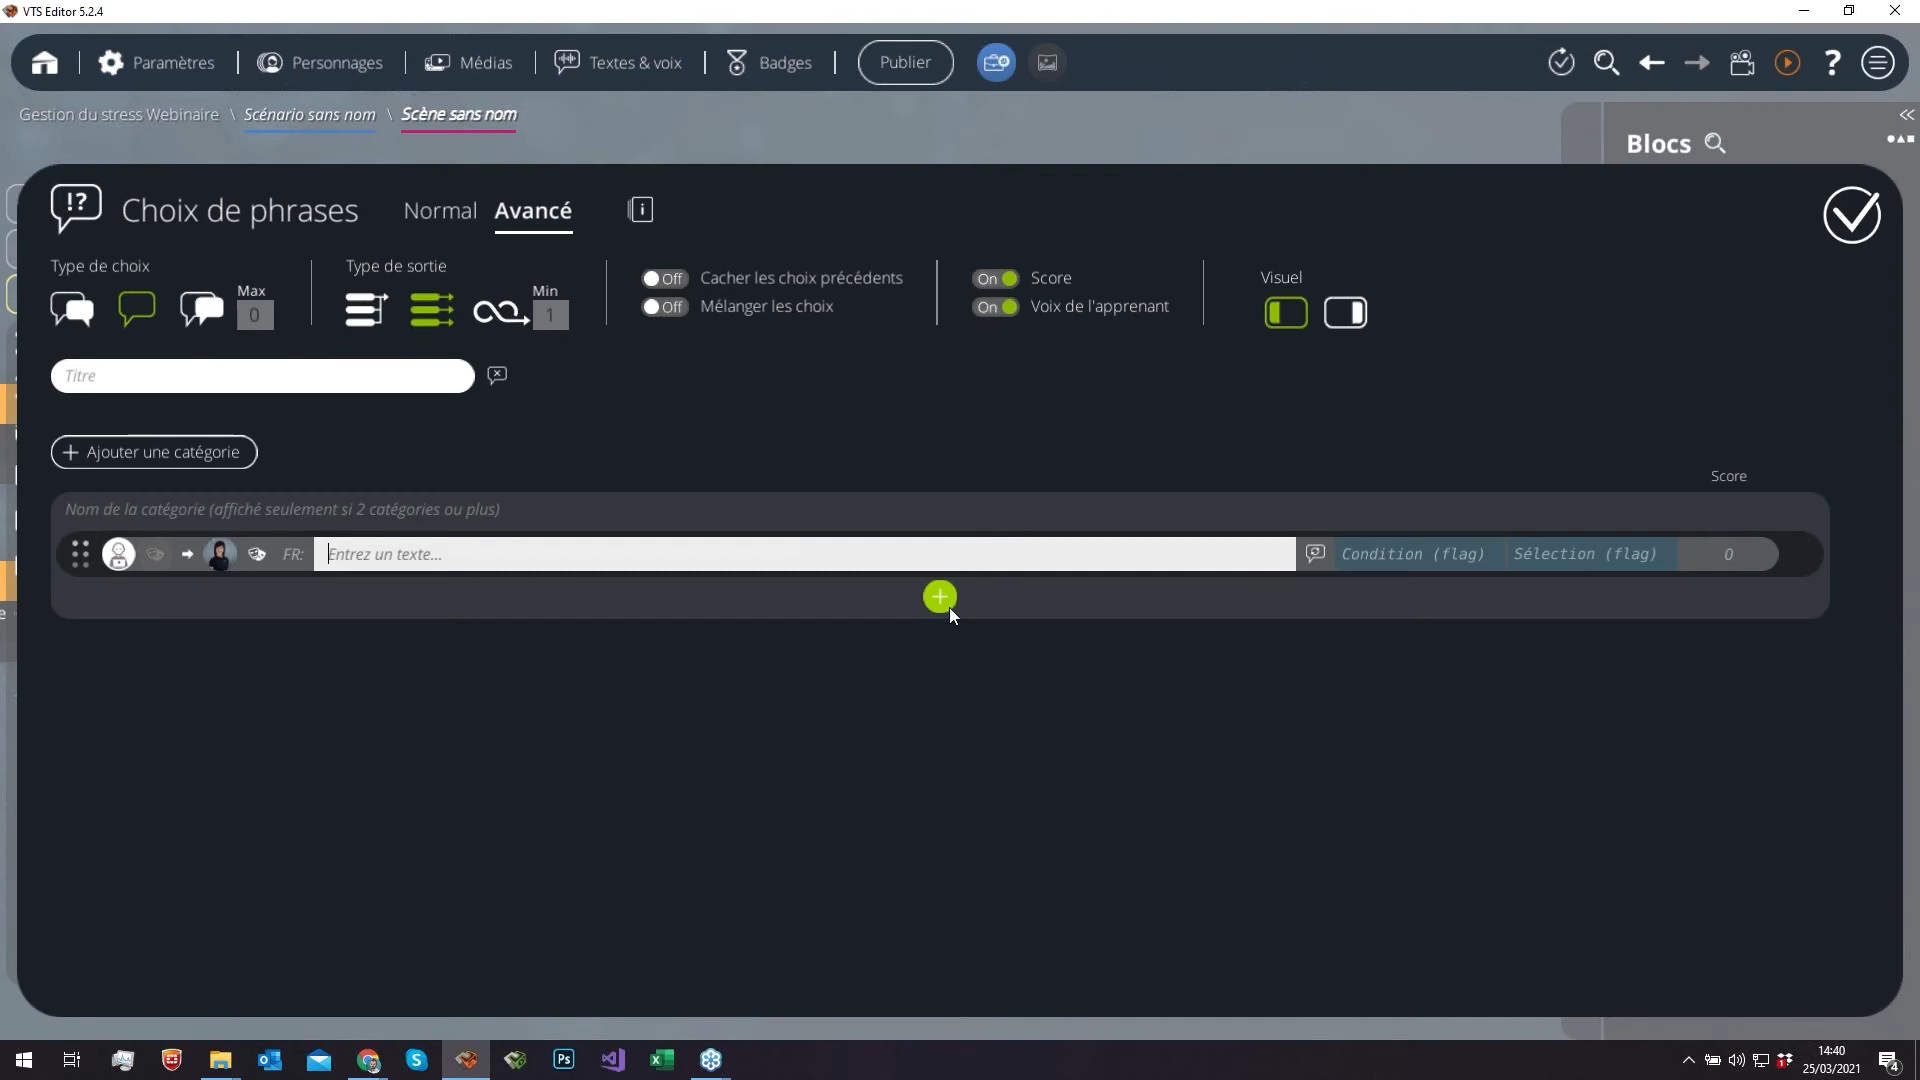 VTS Editor 5.2.4
Paramètres
Personnages
Médias
Textes & voix
Badges
Publier
?
Gestion du stress Webinaire \ Scénario sans nom \ Scène sans nom
Blocs
!?
Choix de phrases
Normal
Avancé
i
Type de choix
Max
0
Type de sortie
Min
1
Off Cacher les choix précédents
Off Mélanger les choix
On Score
On Voix de l'apprenant
Visuel
Titre
+ Ajouter une catégorie
Score
Nom de la catégorie (affiché seulement si 2 catégories ou plus)
FR: Entrez un texte... Condition (flag) Sélection (flag) 0
+
Ps
14:40
25/03/2021
4